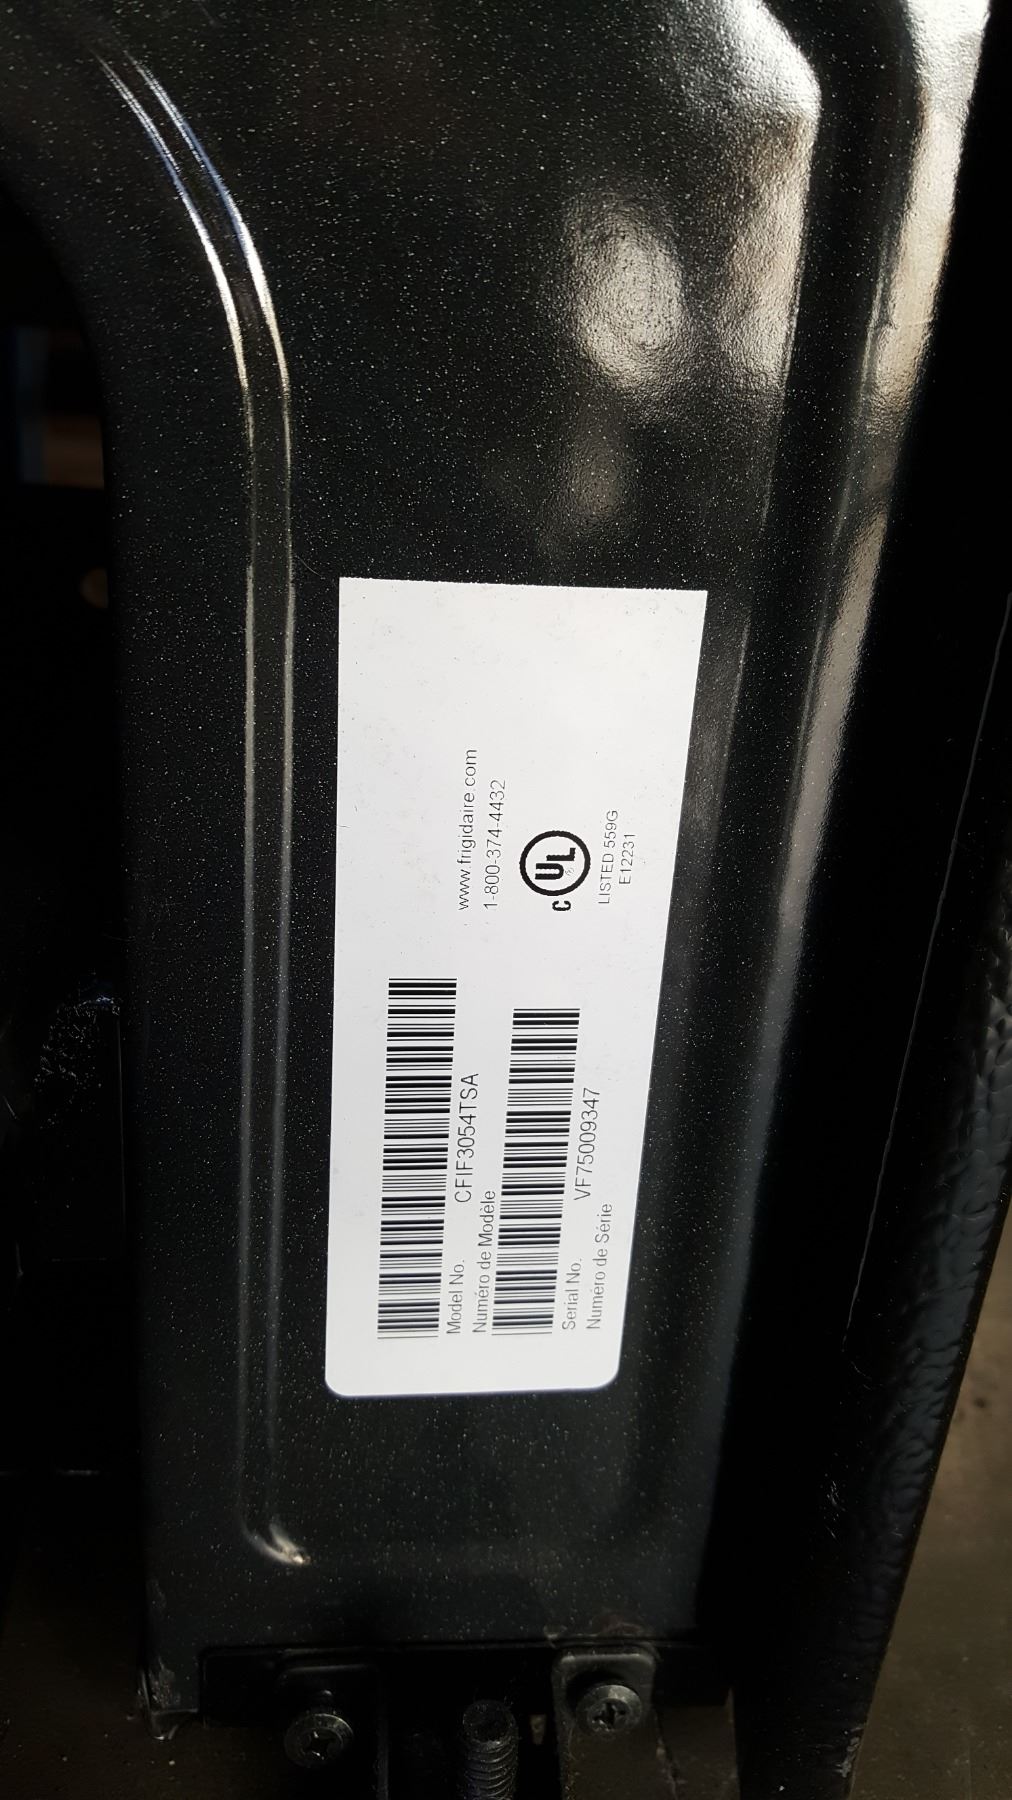 Model No. CFIF3054TSA
Numéro de Modèle
Serial No. VF75009347
Numéro de Série
www.frigidaire.com
1-800-374-4432
C UL
LISTED 559G
E12231